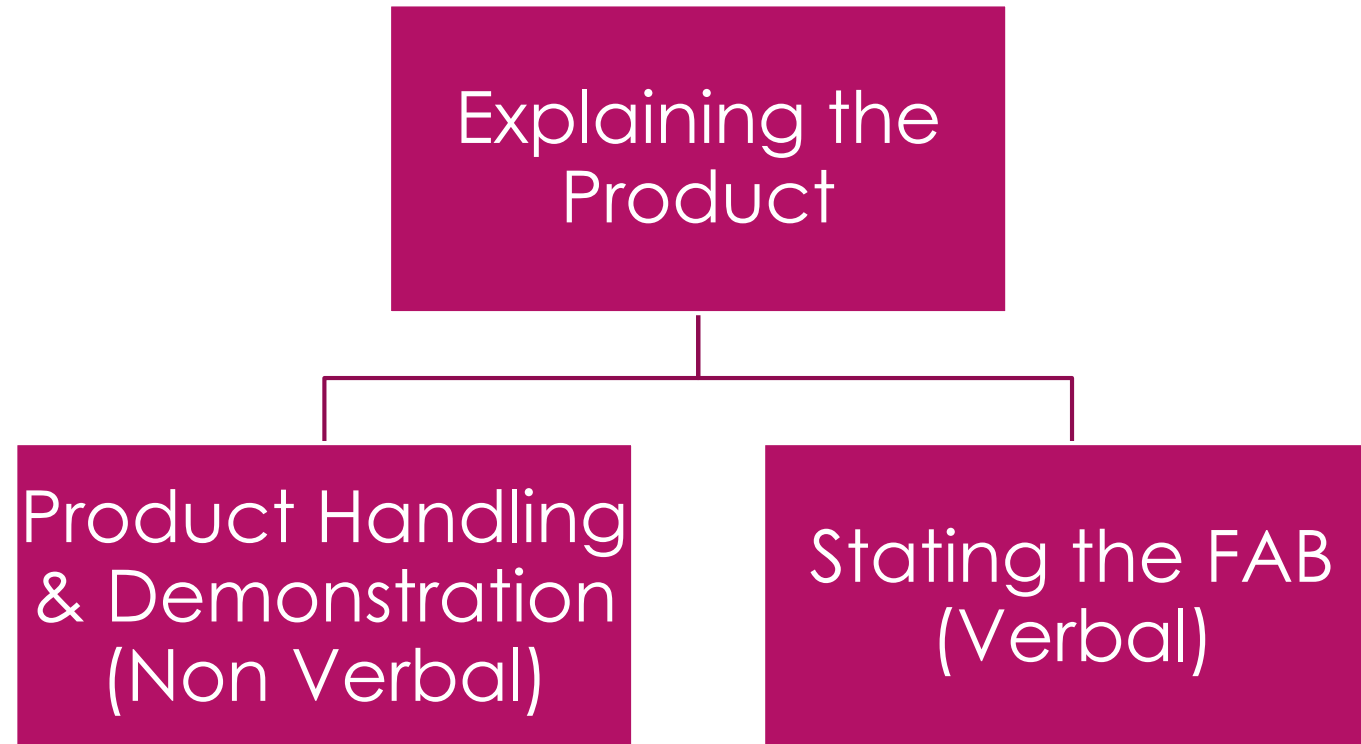 Explaining the
Product
Product Handling
& Demonstration
(Non Verbal)
Stating the FAB
(Verbal)